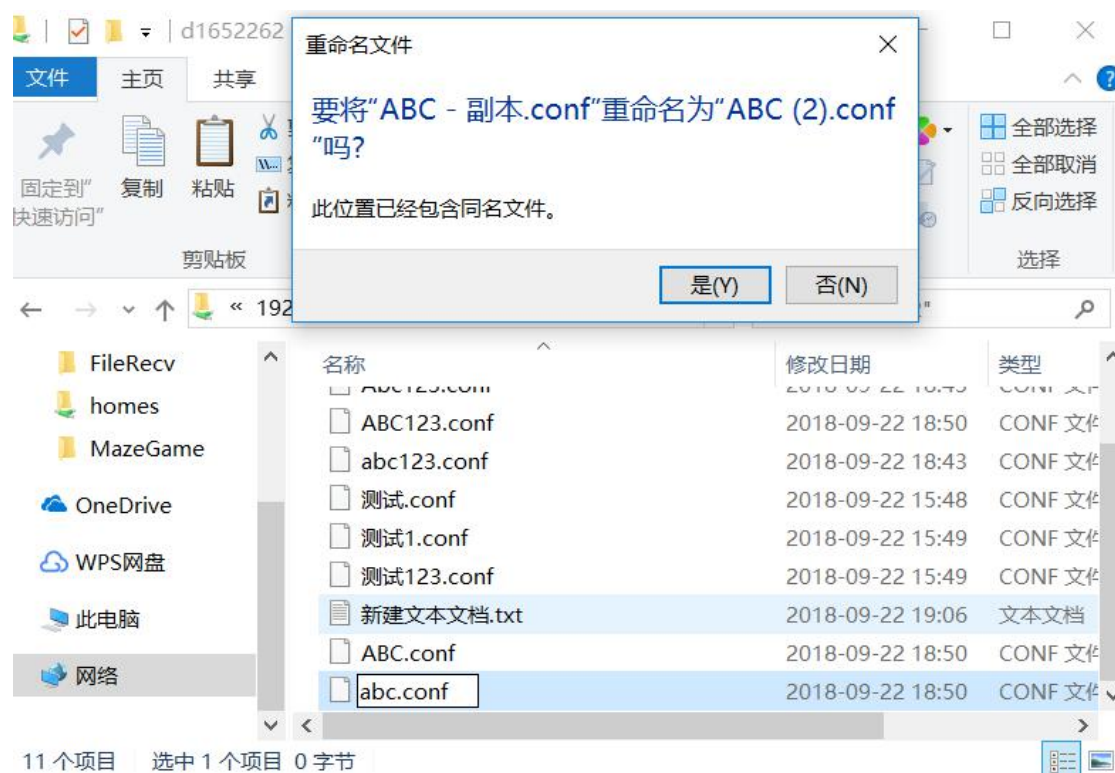 d1652262
重命名文件
文件 主页 共享
要将“ABC - 副本.conf”重命名为“ABC (2).conf
”吗?
此位置已经包含同名文件。
是(Y) 否(N)
固定到"
快速访问"
复制
粘贴
剪贴板
全部选择
全部取消
反向选择
选择
« 192
名称 修改日期 类型
FileRecv
homes
MazeGame
OneDrive
WPS网盘
此电脑
网络
ABC123.conf 2018-09-22 18:50 CONF 文件
abc123.conf 2018-09-22 18:43 CONF 文件
测试.conf 2018-09-22 15:48 CONF 文件
测试1.conf 2018-09-22 15:49 CONF 文件
测试123.conf 2018-09-22 15:49 CONF 文件
新建文本文档.txt 2018-09-22 19:06 文本文档
ABC.conf 2018-09-22 18:50 CONF 文件
abc.conf 2018-09-22 18:50 CONF 文件
11 个项目 选中 1 个项目 0 字节